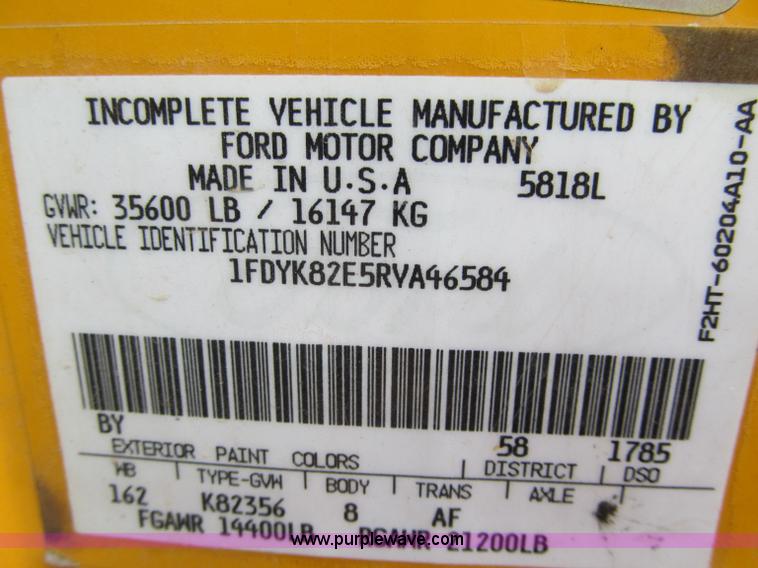 INCOMPLETE VEHICLE MANUFACTURED BY
FORD MOTOR COMPANY
MADE IN U.S.A 5818L
GVWR: 35600 LB / 16147 KG
VEHICLE IDENTIFICATION NUMBER
1FDYK82E5RVA46584
F2HT-60204A10-AA
BY 58 1785
EXTERIOR PAINT COLORS DISTRICT DSO
WB TYPE-GVW BODY TRANS AXLE
162 K82356 8 AF
FGAWR 14400LB RGAWR 21200LB
www.purplewave.com